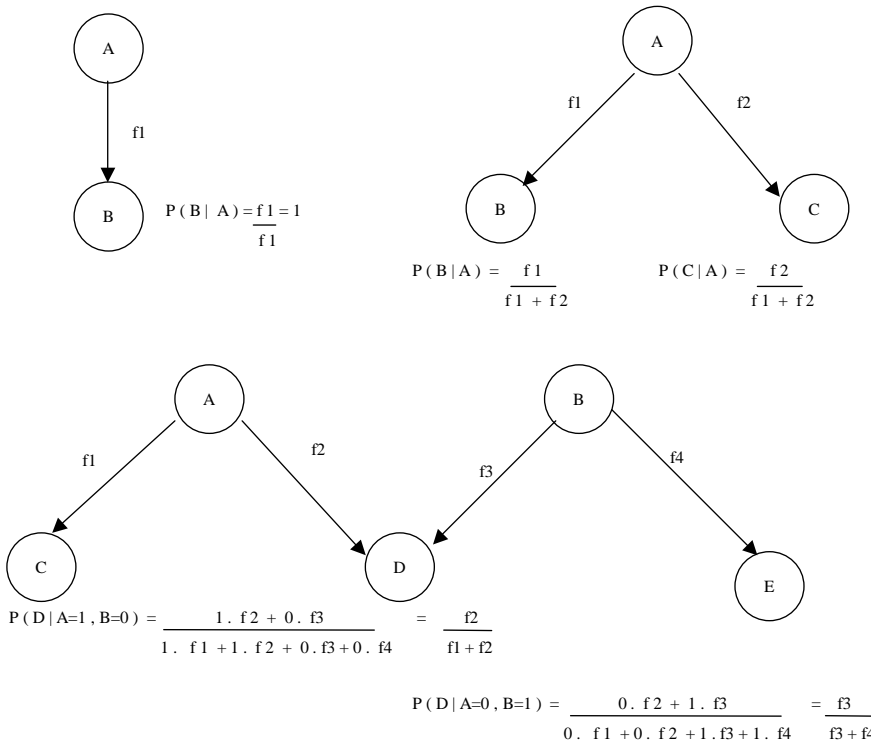 A
f1
B
P ( B | A) = f 1 = 1
f 1
A
f1
f2
B
C
P ( B | A ) = f 1
f 1 + f 2
P ( C | A ) = f 2
f 1 + f 2
A
B
f1
f2
f3
f4
C
D
E
P ( D | A=1 , B=0 ) = 1 . f 2 + 0 . f3 = f2
1 . f 1 + 1 . f 2 + 0 . f3 + 0 . f4 f1 + f2
P ( D | A=0 , B=1 ) = 0 . f 2 + 1 . f3 = f3
0 . f 1 + 0 . f 2 + 1 . f3 + 1 . f4 f3 + f4